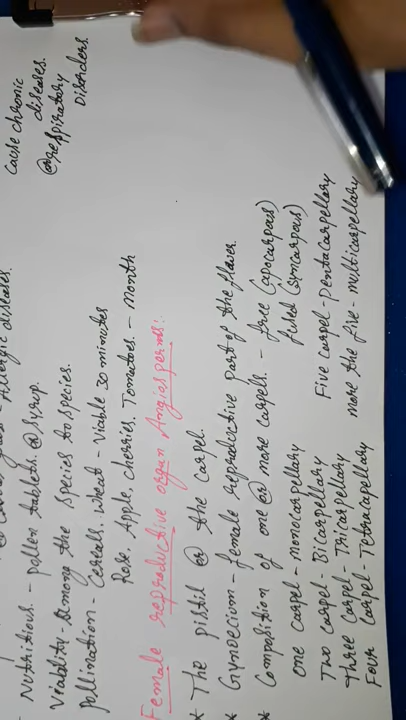 cause chronic
diseases.
@ respiratory
Disorders.
Allergic diseases.
Nutritious. - pollen tablets. @ Syrup.
Viability - Among the species to species.
pollination - Cereals. wheat - Viable 30 minutes
Rose. Apple, cherries, Tomatoes. - month
Female reproductive organ Angiosperms:
* The pistil @ the carpel.
* Gynoecium - female reproductive part of the flower.
* Composition of one @ more carpels. - free (apocarpous)
fused (syncarpous)
one carpel - monocarpellary
Two carpel - Bicarpellary
Three carpel - Tricarpellary
Four carpel - Tetracarpellary
Five carpel - pentacarpellary
more the five - multicarpellary